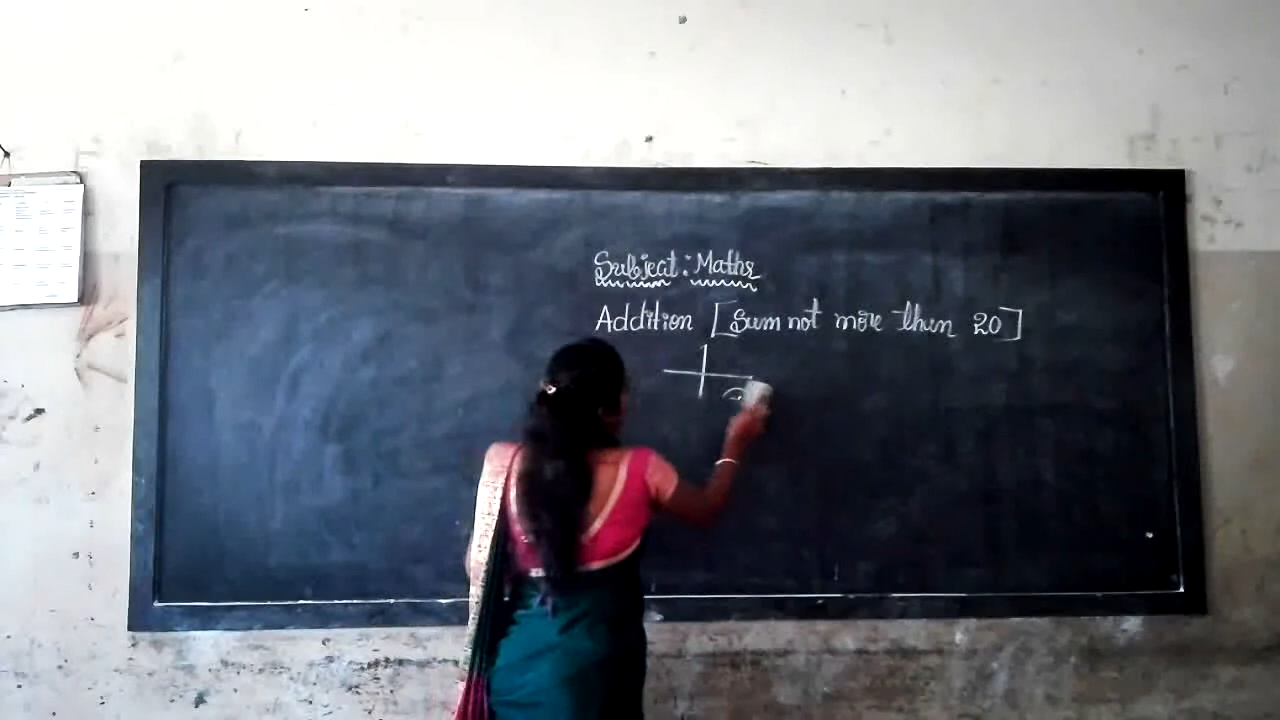 Subject : Maths
Addition [Sum not more than 20]
+